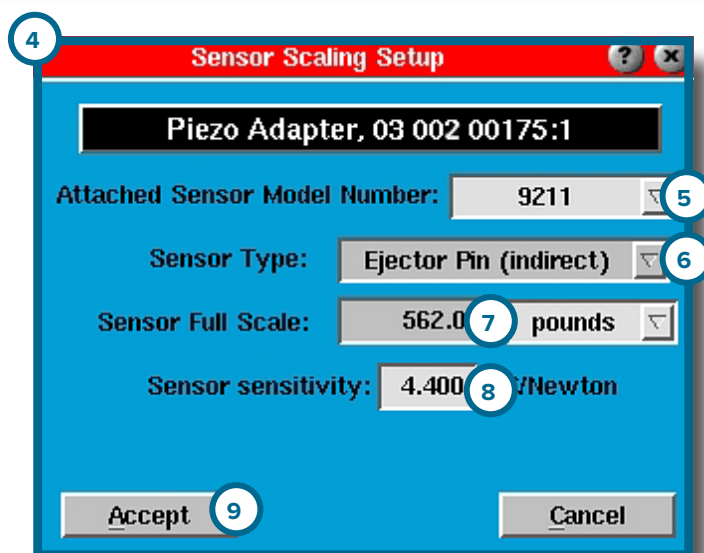 4
Sensor Scaling Setup ? x
Piezo Adapter, 03 002 00175:1
Attached Sensor Model Number: 9211 5
Sensor Type: Ejector Pin (indirect) 6
Sensor Full Scale: 562.0 7 pounds
Sensor sensitivity: 4.400 8 /Newton
Accept 9 Cancel